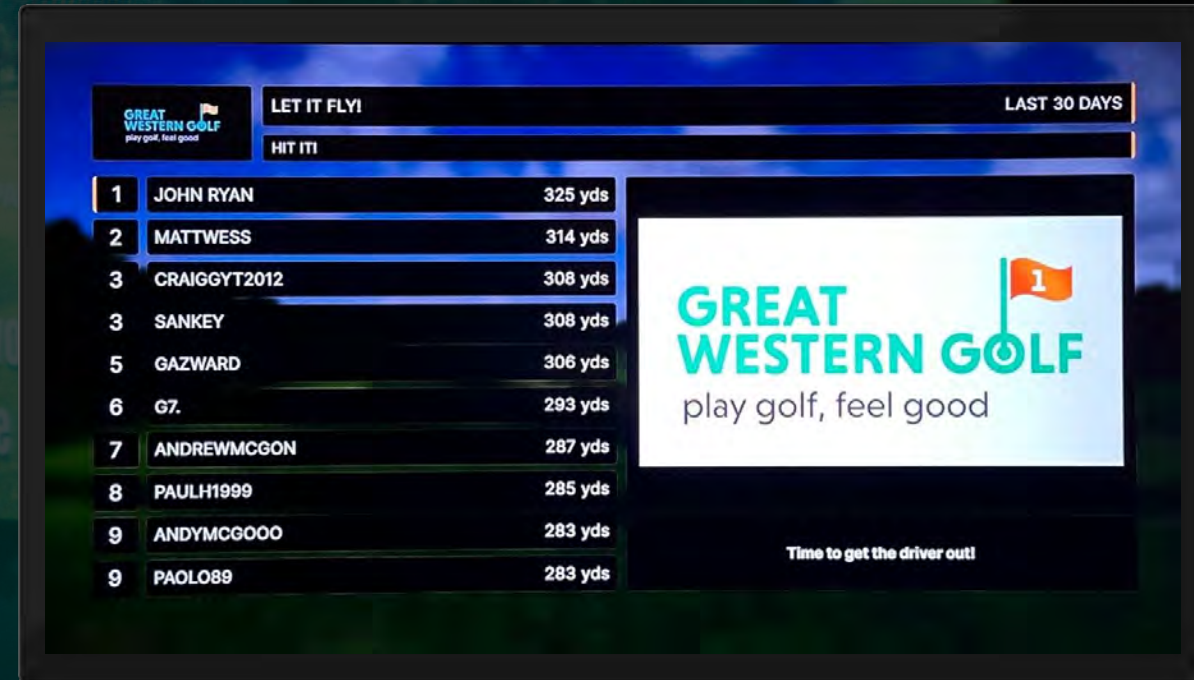 GREAT
WESTERN GOLF
play golf, feel good
LET IT FLY!
LAST 30 DAYS
HIT IT!
1 JOHN RYAN 325 yds
2 MATTWESS 314 yds
3 CRAIGGYT2012 308 yds
3 SANKEY 308 yds
5 GAZWARD 306 yds
6 G7. 293 yds
7 ANDREWMCGON 287 yds
8 PAULH1999 285 yds
9 ANDYMCGOOO 283 yds
9 PAOLO89 283 yds
1
GREAT
WESTERN GOLF
play golf, feel good
Time to get the driver out!